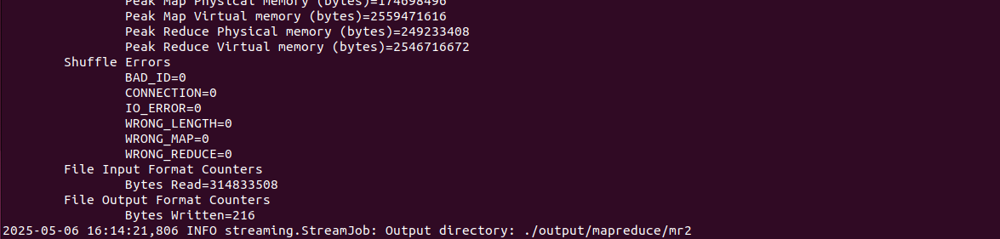 Peak Map Physical memory (bytes)=174698496
Peak Map Virtual memory (bytes)=2559471616
Peak Reduce Physical memory (bytes)=249233408
Peak Reduce Virtual memory (bytes)=2546716672
Shuffle Errors
BAD_ID=0
CONNECTION=0
IO_ERROR=0
WRONG_LENGTH=0
WRONG_MAP=0
WRONG_REDUCE=0
File Input Format Counters
Bytes Read=314833508
File Output Format Counters
Bytes Written=216
2025-05-06 16:14:21,806 INFO streaming.StreamJob: Output directory: ./output/mapreduce/mr2